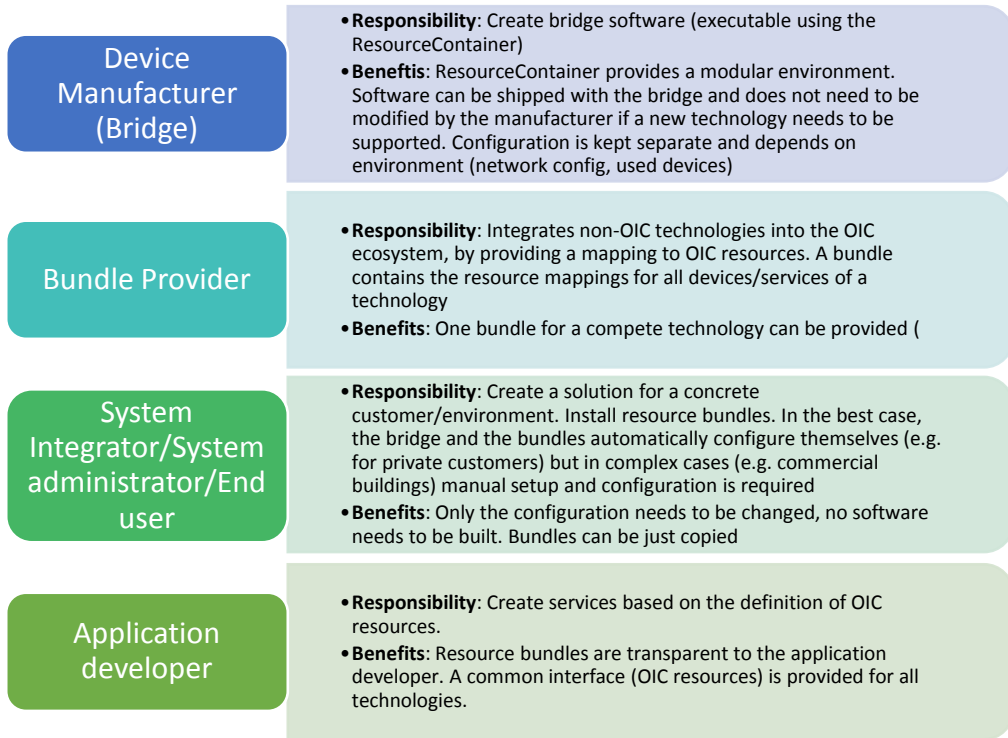 Device
Manufacturer
(Bridge)
•Responsibility: Create bridge software (executable using the
ResourceContainer)
•Beneftis: ResourceContainer provides a modular environment.
Software can be shipped with the bridge and does not need to be
modified by the manufacturer if a new technology needs to be
supported. Configuration is kept separate and depends on
environment (network config, used devices)
Bundle Provider
•Responsibility: Integrates non-OIC technologies into the OIC
ecosystem, by providing a mapping to OIC resources. A bundle
contains the resource mappings for all devices/services of a
technology
•Benefits: One bundle for a compete technology can be provided (
System
Integrator/System
administrator/End
user
•Responsibility: Create a solution for a concrete
customer/environment. Install resource bundles. In the best case,
the bridge and the bundles automatically configure themselves (e.g.
for private customers) but in complex cases (e.g. commercial
buildings) manual setup and configuration is required
•Benefits: Only the configuration needs to be changed, no software
needs to be built. Bundles can be just copied
Application
developer
•Responsibility: Create services based on the definition of OIC
resources.
•Benefits: Resource bundles are transparent to the application
developer. A common interface (OIC resources) is provided for all
technologies.